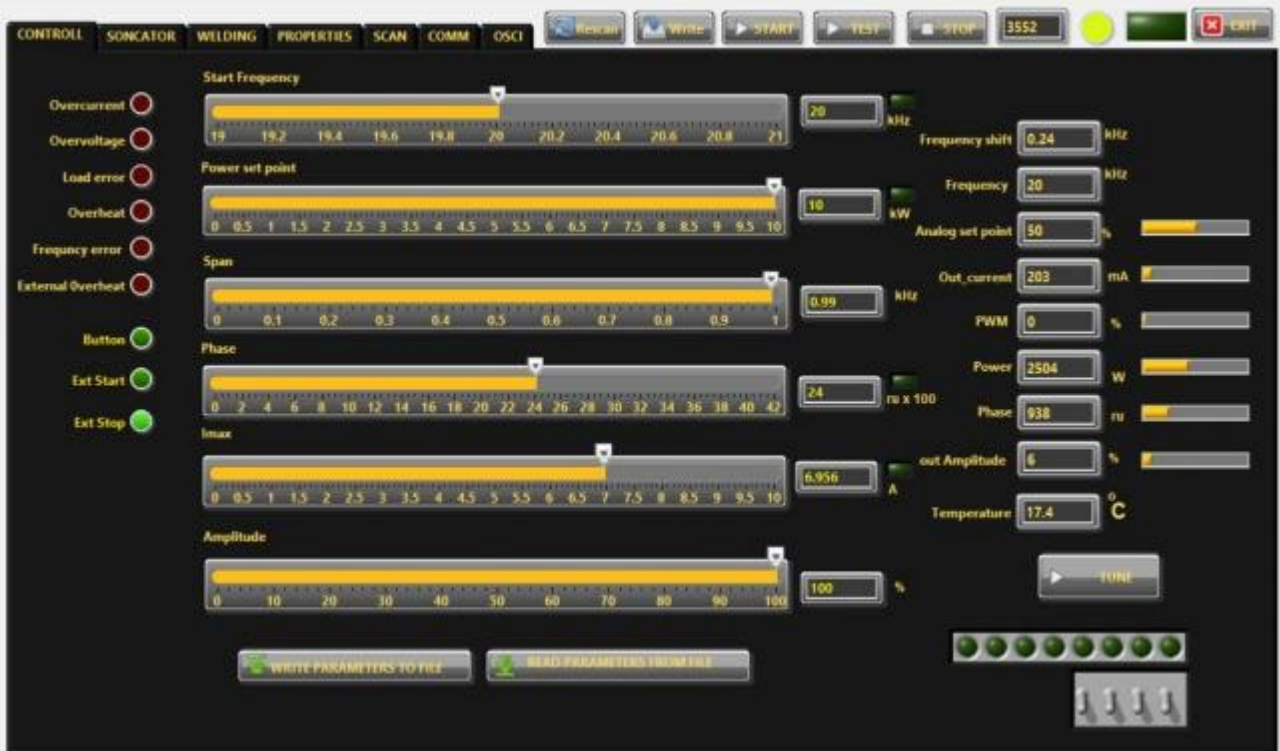 CONTROLL SONCATOR WELDING PROPERTIES SCAN COMM OSCI Rescan Write START TEST STOP 3552 EXIT
Overcurrent
Overvoltage
Load error
Overheat
Frequncy error
External 0verheat
Button
Ext Start
Ext Stop
Start Frequency
19 19.2 19.4 19.6 19.8 20 20.2 20.4 20.6 20.8 21
20 kHz
Power set point
0 0.5 1 1.5 2 2.5 3 3.5 4 4.5 5 5.5 6 6.5 7 7.5 8 8.5 9 9.5 10
10 kW
Span
0 0.1 0.2 0.3 0.4 0.5 0.6 0.7 0.8 0.9 1
0.99 kHz
Phase
0 2 4 6 8 10 12 14 16 18 20 22 24 26 28 30 32 34 36 38 40 42
24 ru x 100
Imax
0 0.5 1 1.5 2 2.5 3 3.5 4 4.5 5 5.5 6 6.5 7 7.5 8 8.5 9 9.5 10
6.956 A
Amplitude
0 10 20 30 40 50 60 70 80 90 100
100 %
WRITE PARAMETERS TO FILE
READ PARAMETERS FROM FILE
Frequency shift 0.24 kHz
Frequency 20 kHz
Analog set point 50 %
Out_current 203 mA
PWM 0 %
Power 2504 W
Phase 938 ru
out Amplitude 6 %
Temperature 17.4 °C
TUNE